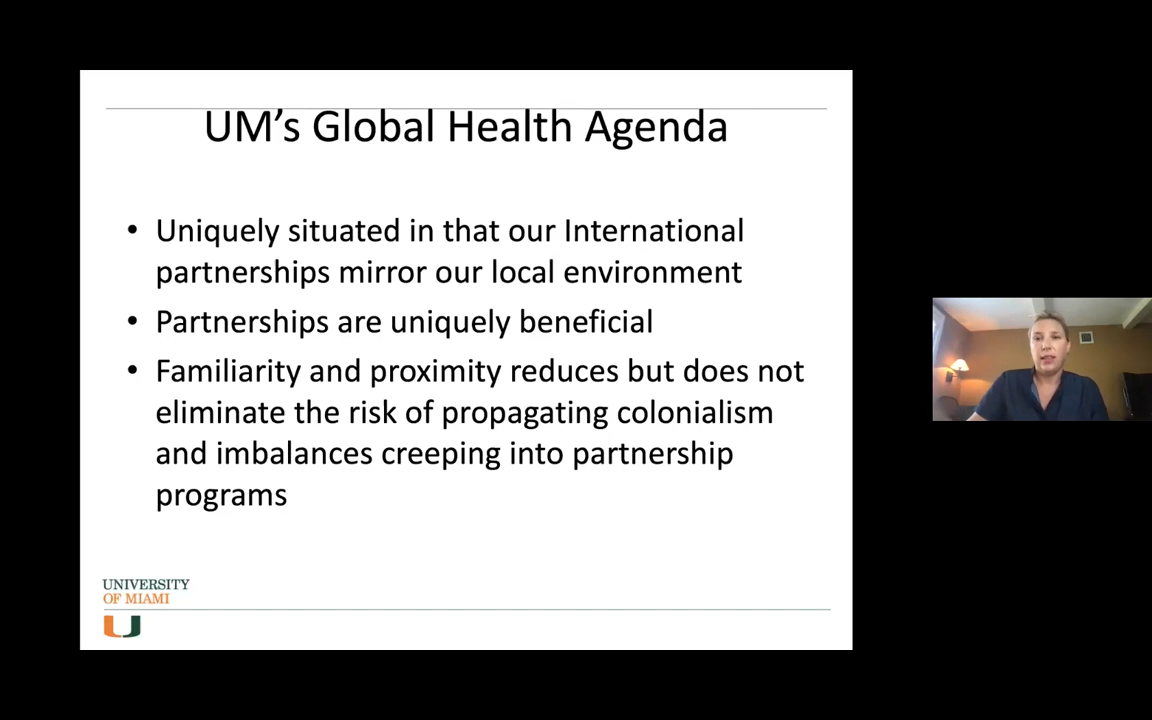 UM’s Global Health Agenda
• Uniquely situated in that our International
partnerships mirror our local environment
• Partnerships are uniquely beneficial
• Familiarity and proximity reduces but does not
eliminate the risk of propagating colonialism
and imbalances creeping into partnership
programs
UNIVERSITY
OF MIAMI